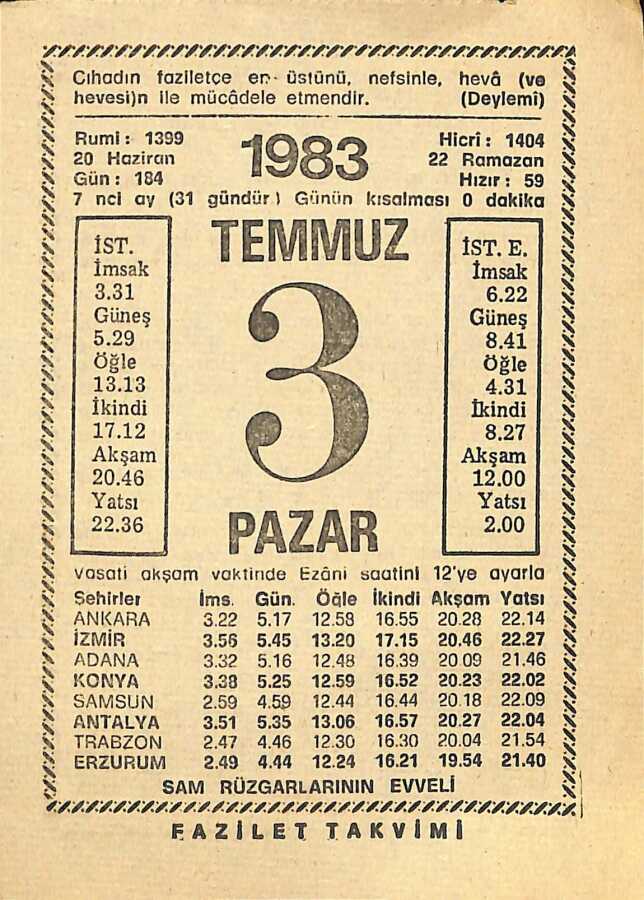 Cihadın faziletçe en üstünü, nefsinle, hevâ (ve
hevesi)n ile mücâdele etmendir. (Deylemî)
Rumi: 1399
20 Haziran
Gün: 184
1983
Hicrî: 1404
22 Ramazan
Hızır: 59
7 nci ay (31 gündür) Günün kısalması 0 dakika
TEMMUZ
3
PAZAR
İST.
İmsak
3.31
Güneş
5.29
Öğle
13.13
İkindi
17.12
Akşam
20.46
Yatsı
22.36
İST. E.
İmsak
6.22
Güneş
8.41
Öğle
4.31
İkindi
8.27
Akşam
12.00
Yatsı
2.00
Vasati akşam vaktinde Ezânî saatini 12'ye ayarla
Şehirler İms. Gün. Öğle İkindi Akşam Yatsı
ANKARA 3.22 5.17 12.58 16.55 20.28 22.14
İZMİR 3.56 5.45 13.20 17.15 20.46 22.27
ADANA 3.32 5.16 12.48 16.39 20.09 21.46
KONYA 3.38 5.25 12.59 16.52 20.23 22.02
SAMSUN 2.59 4.59 12.44 16.44 20.18 22.09
ANTALYA 3.51 5.35 13.06 16.57 20.27 22.04
TRABZON 2.47 4.46 12.30 16.30 20.04 21.54
ERZURUM 2.49 4.44 12.24 16.21 19.54 21.40
SAM RÜZGARLARININ EVVELİ
FAZİLET TAKVİMİ